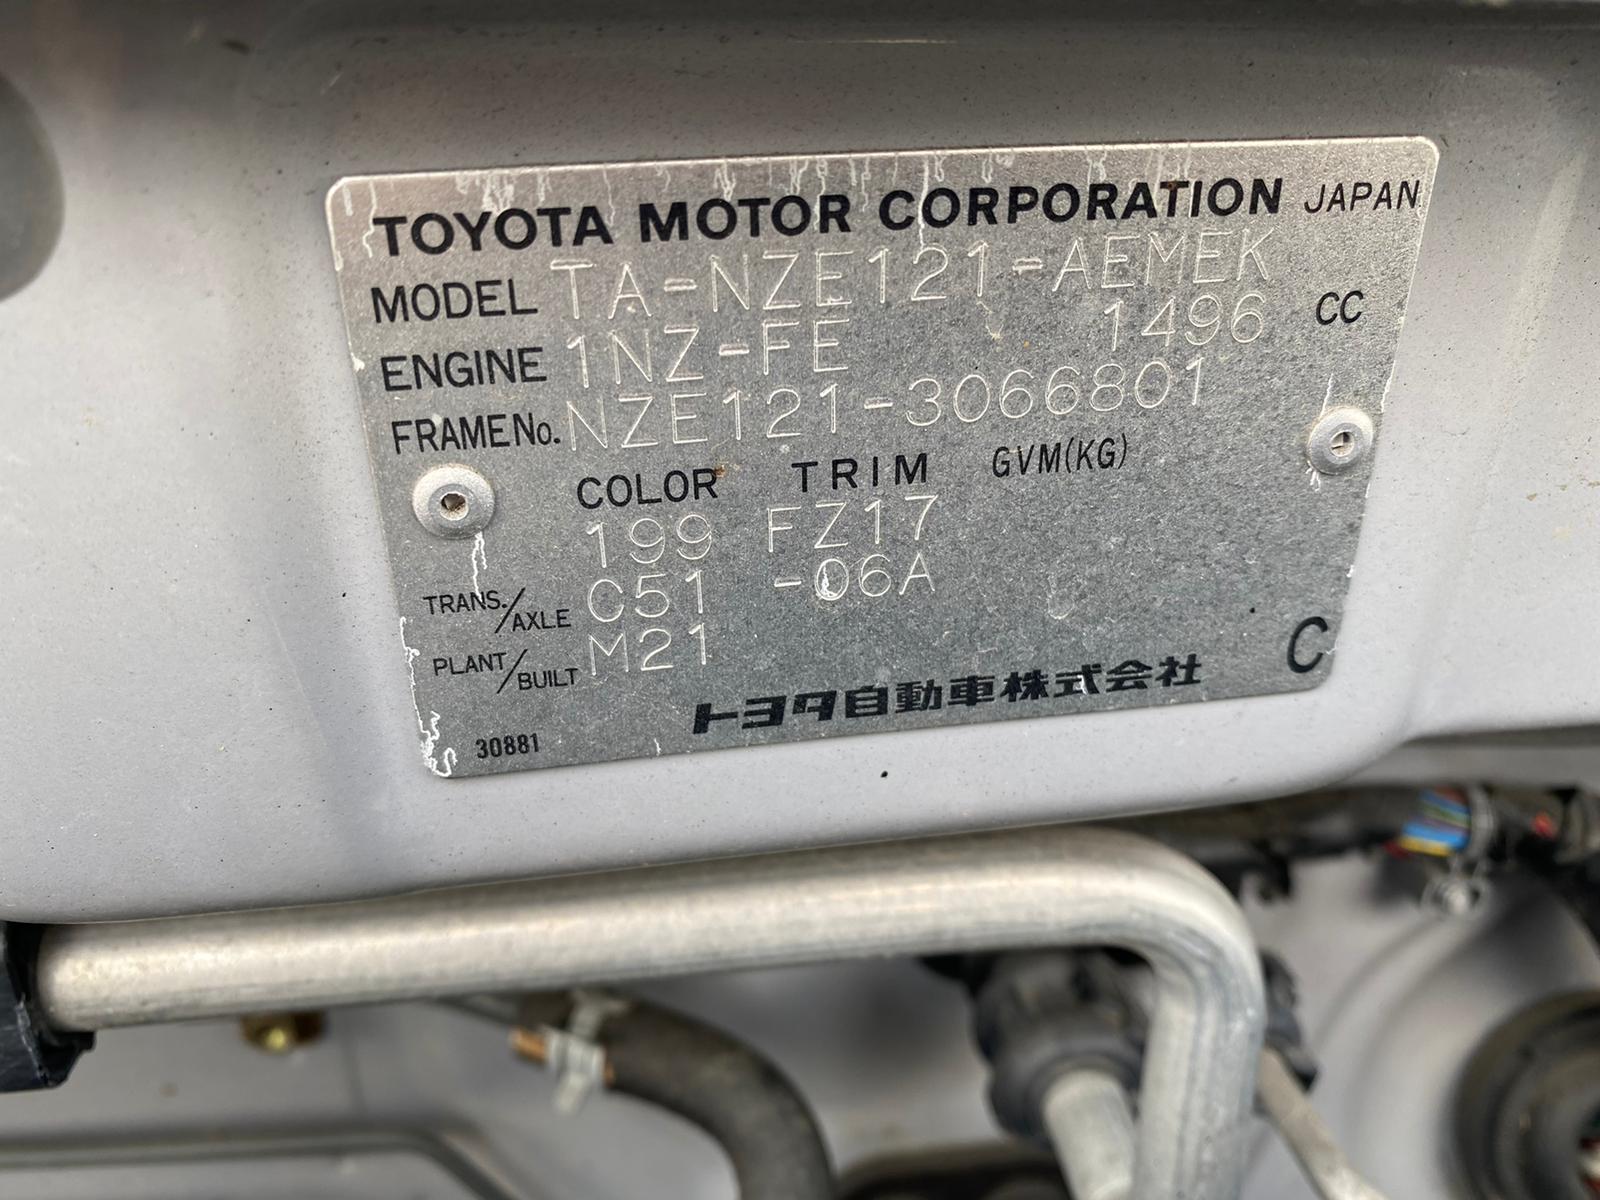 TOYOTA MOTOR CORPORATION JAPAN
MODEL TA-NZE121-AEMEK
ENGINE 1NZ-FE 1496 CC
FRAME No. NZE121-3066801
COLOR TRIM GVM(KG)
199 FZ17
TRANS./AXLE C51 -06A
PLANT/BUILT M21
トヨタ自動車株式会社 C
30881